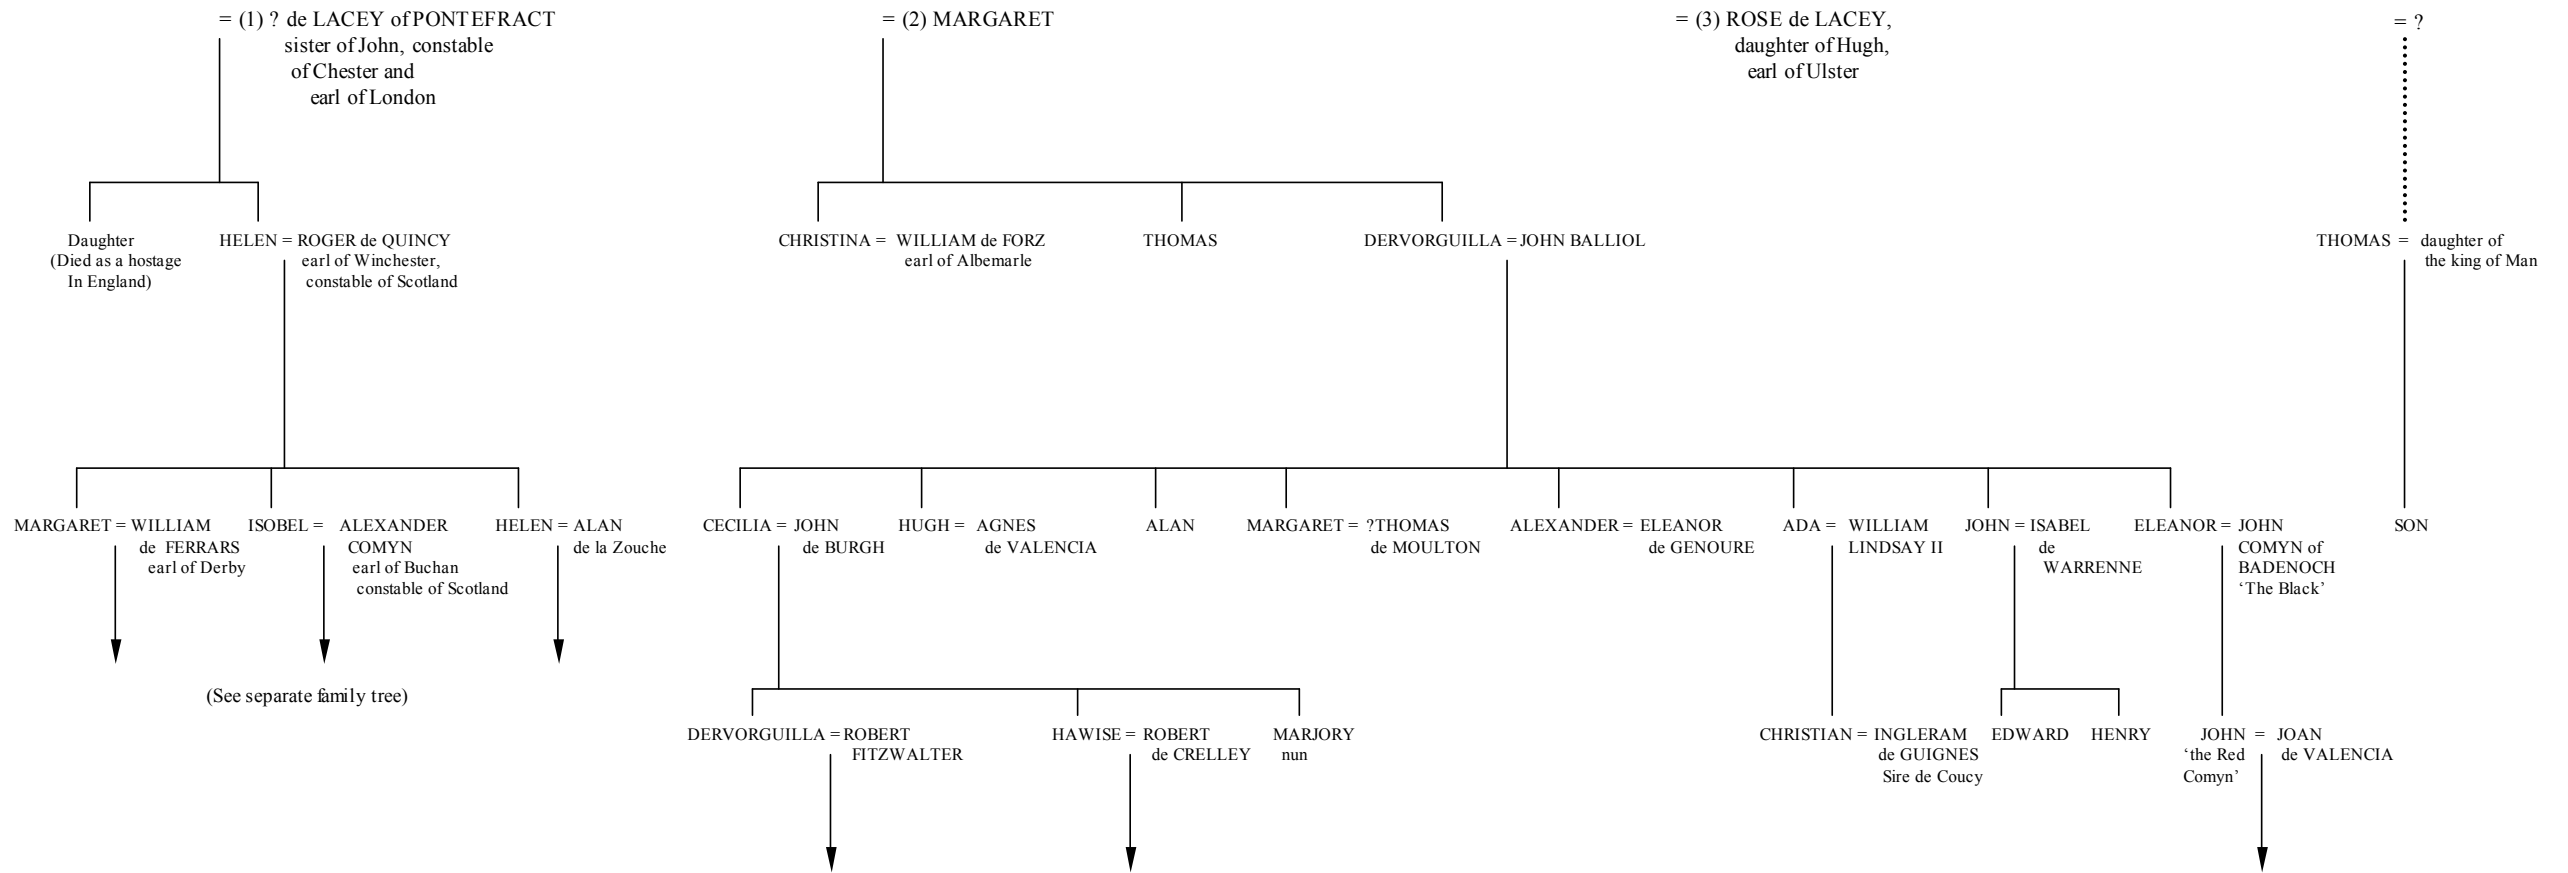 = (1) ? de LACEY of PONTEFRACT
sister of John, constable
of Chester and
earl of London
= (2) MARGARET
= (3) ROSE de LACEY,
daughter of Hugh,
earl of Ulster
= ?
Daughter
(Died as a hostage
In England)
HELEN = ROGER de QUINCY
earl of Winchester,
constable of Scotland
CHRISTINA = WILLIAM de FORZ
earl of Albemarle
THOMAS
DERVORGUILLA = JOHN BALLIOL
THOMAS = daughter of
the king of Man
MARGARET = WILLIAM
de FERRARS
earl of Derby
ISOBEL = ALEXANDER
COMYN
earl of Buchan
constable of Scotland
HELEN = ALAN
de la Zouche
CECILIA = JOHN
de BURGH
HUGH = AGNES
de VALENCIA
ALAN
MARGARET = ?THOMAS
de MOULTON
ALEXANDER = ELEANOR
de GENOURE
ADA = WILLIAM
LINDSAY II
JOHN = ISABEL
de
WARRENNE
ELEANOR = JOHN
COMYN of
BADENOCH
‘The Black’
SON
(See separate family tree)
DERVORGUILLA = ROBERT
FITZWALTER
HAWISE = ROBERT
de CRELLEY
MARJORY
nun
CHRISTIAN = INGLERAM
de GUIGNES
Sire de Coucy
EDWARD
HENRY
JOHN = JOAN
‘the Red de VALENCIA
Comyn’